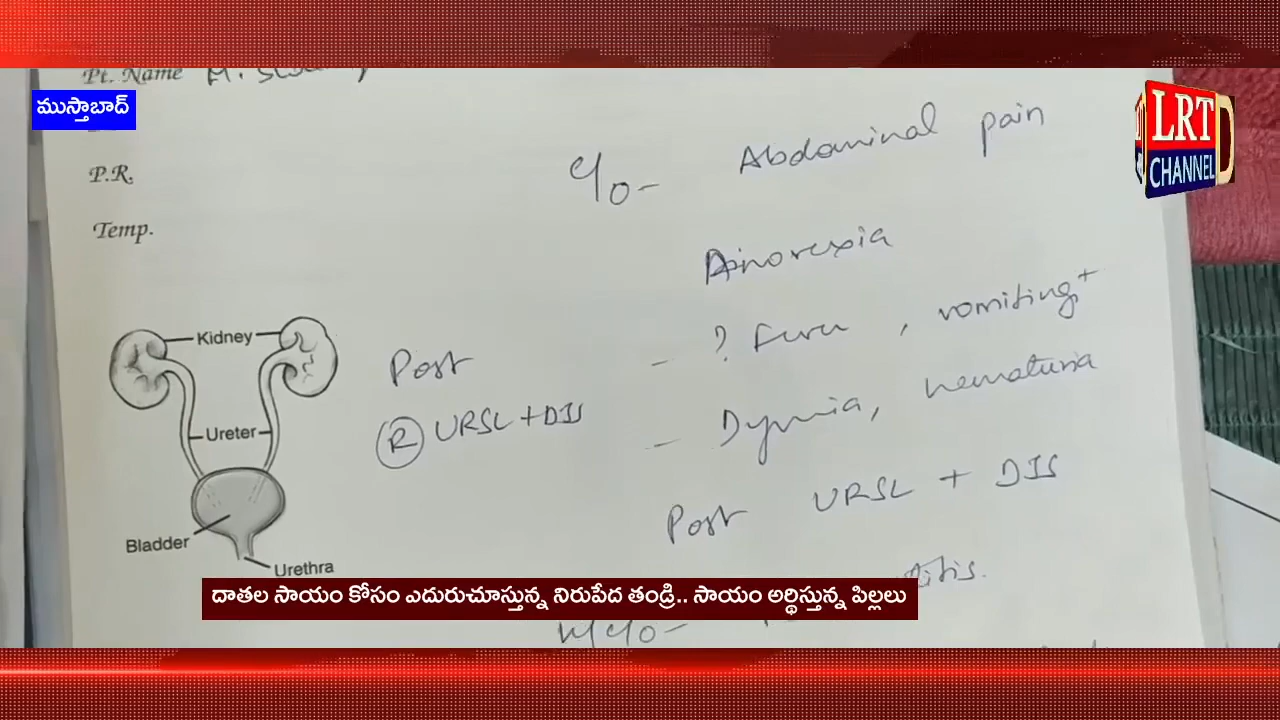 Pt. Name M.
ముస్తాబాద్
LRT
CHANNEL
P.R.
Temp.
C/o - Abdominal pain
Anorexia
- ? Fever, vomiting+
- Dysuria, hematuria
Post URSL + DJS
Kidney
Ureter
Bladder
Urethra
Post
R URSL + DJS
దాతల సాయం కోసం ఎదురుచూస్తున్న నిరుపేద తండ్రి.. సాయం అర్థిస్తున్న పిల్లలు